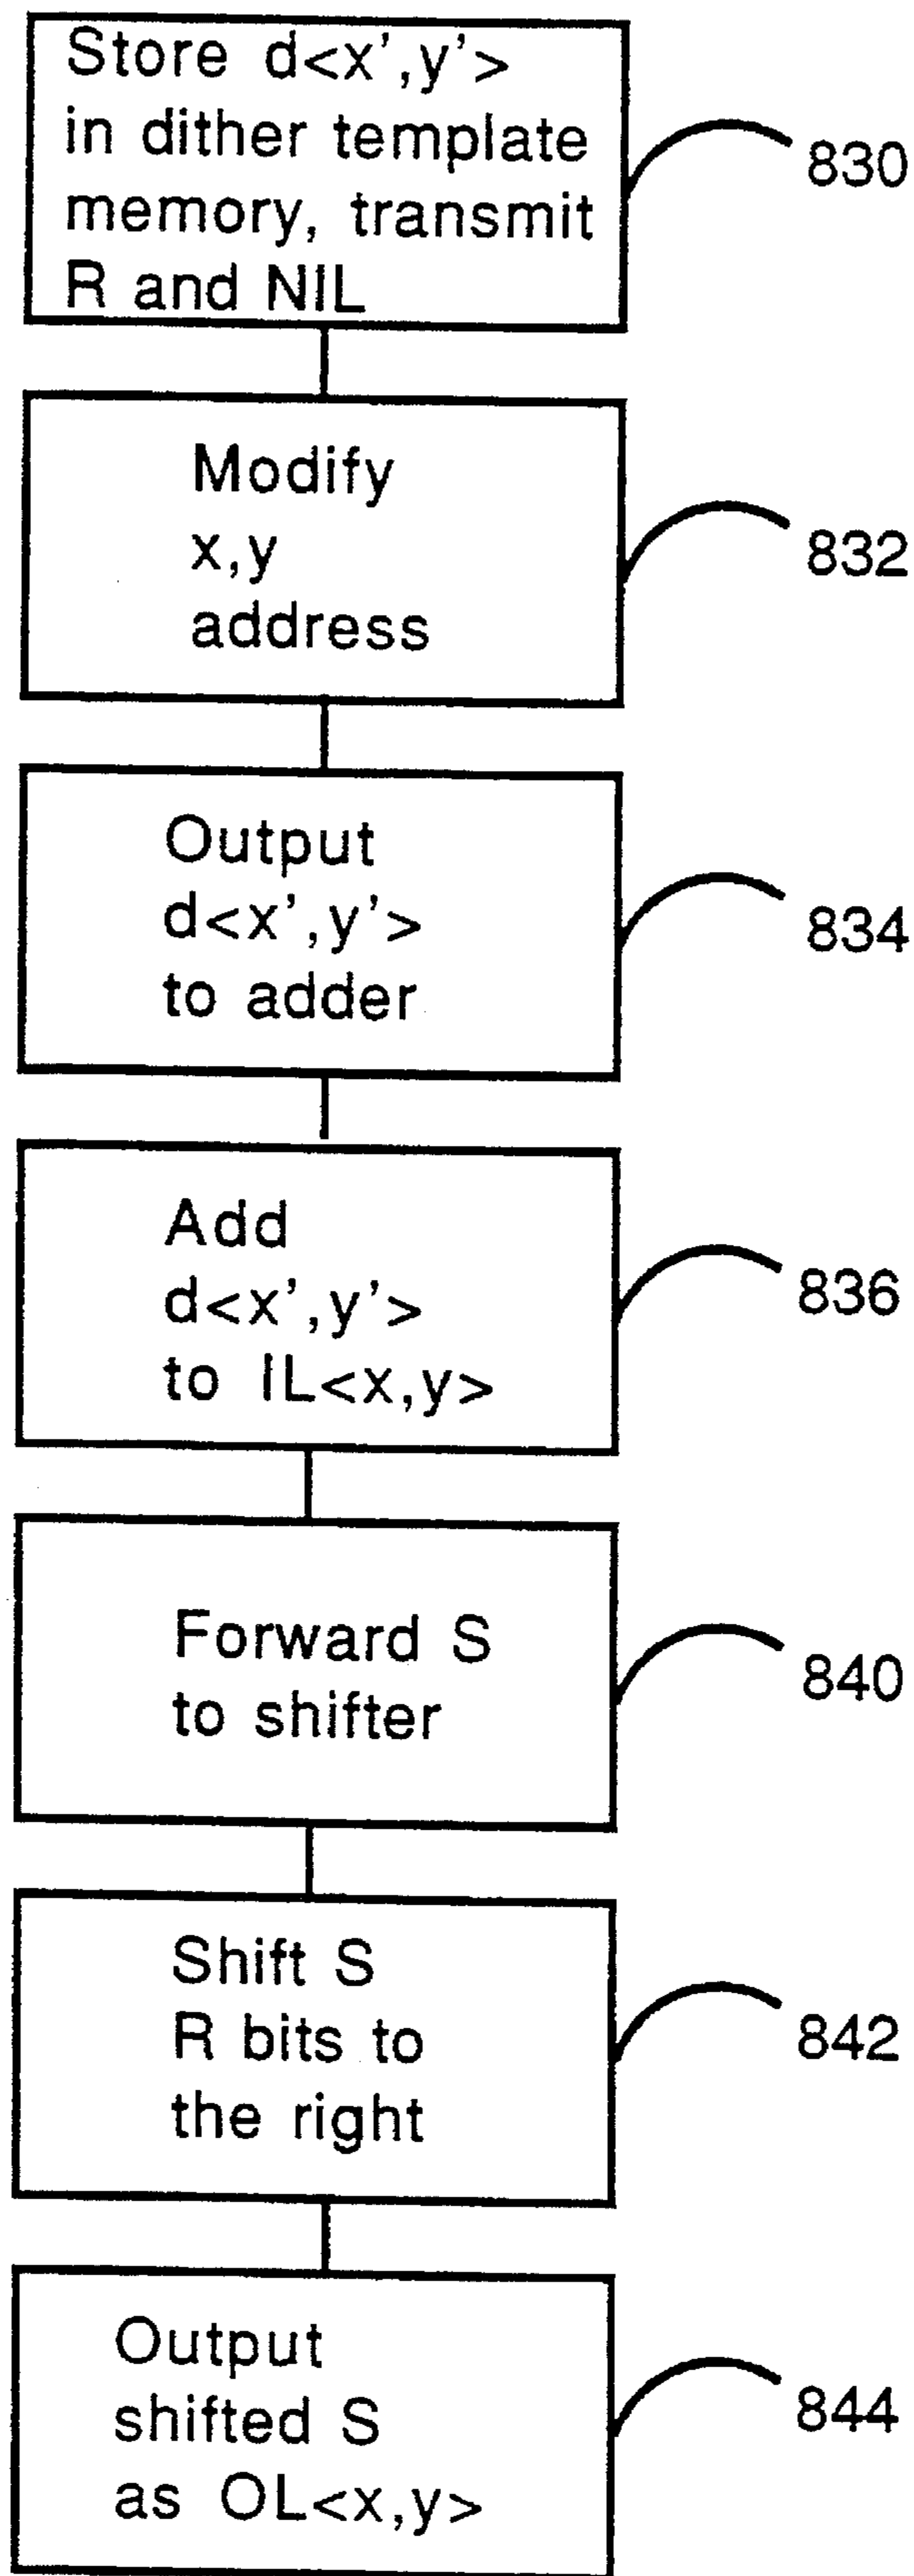 Store d<x',y'>
in dither template
memory, transmit
R and NIL
830
Modify
x,y
address
832
Output
d<x',y'>
to adder
834
Add
d<x',y'>
to IL<x,y>
836
Forward S
to shifter
840
Shift S
R bits to
the right
842
Output
shifted S
as OL<x,y>
844